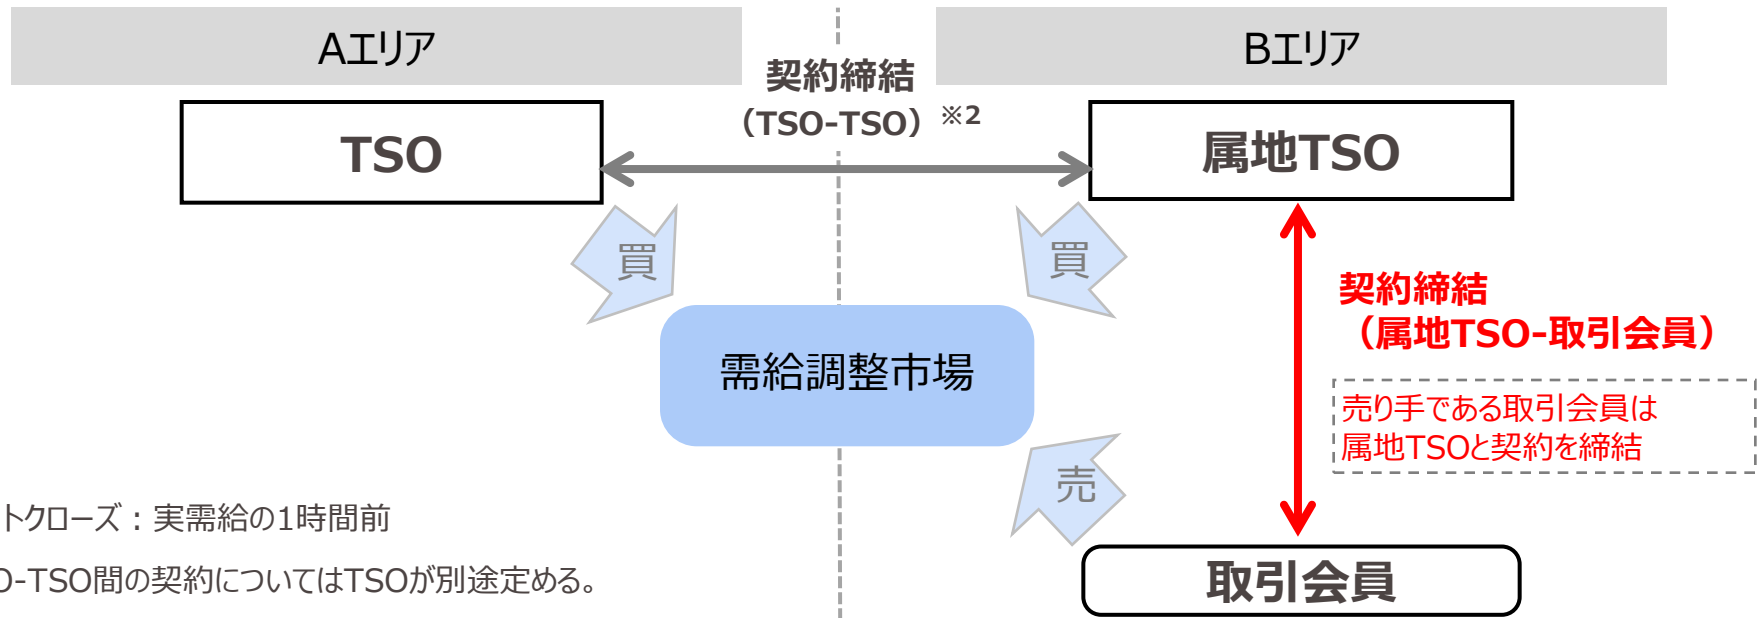 Aエリア
Bエリア
契約締結
（TSO-TSO）※2
TSO
属地TSO
買
買
契約締結
（属地TSO-取引会員）
需給調整市場
売り手である取引会員は
属地TSOと契約を締結
売
トクローズ：実需給の1時間前
O-TSO間の契約についてはTSOが別途定める。
取引会員